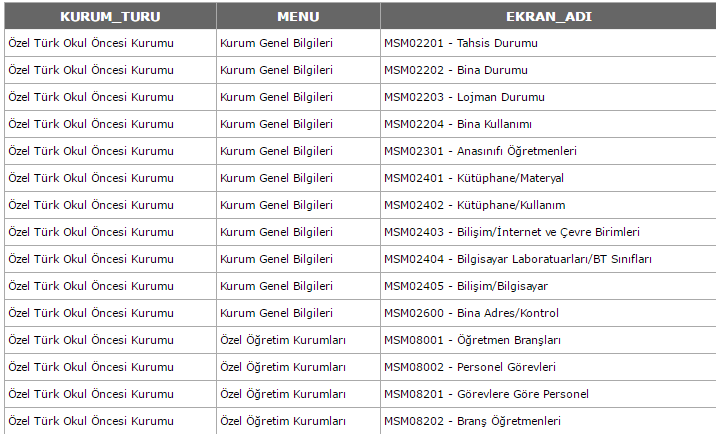 KURUM_TURU MENU EKRAN_ADI
Özel Türk Okul Öncesi Kurumu Kurum Genel Bilgileri MSM02201 - Tahsis Durumu
Özel Türk Okul Öncesi Kurumu Kurum Genel Bilgileri MSM02202 - Bina Durumu
Özel Türk Okul Öncesi Kurumu Kurum Genel Bilgileri MSM02203 - Lojman Durumu
Özel Türk Okul Öncesi Kurumu Kurum Genel Bilgileri MSM02204 - Bina Kullanımı
Özel Türk Okul Öncesi Kurumu Kurum Genel Bilgileri MSM02301 - Anasınıfı Öğretmenleri
Özel Türk Okul Öncesi Kurumu Kurum Genel Bilgileri MSM02401 - Kütüphane/Materyal
Özel Türk Okul Öncesi Kurumu Kurum Genel Bilgileri MSM02402 - Kütüphane/Kullanım
Özel Türk Okul Öncesi Kurumu Kurum Genel Bilgileri MSM02403 - Bilişim/İnternet ve Çevre Birimleri
Özel Türk Okul Öncesi Kurumu Kurum Genel Bilgileri MSM02404 - Bilgisayar Laboratuarları/BT Sınıfları
Özel Türk Okul Öncesi Kurumu Kurum Genel Bilgileri MSM02405 - Bilişim/Bilgisayar
Özel Türk Okul Öncesi Kurumu Kurum Genel Bilgileri MSM02600 - Bina Adres/Kontrol
Özel Türk Okul Öncesi Kurumu Özel Öğretim Kurumları MSM08001 - Öğretmen Branşları
Özel Türk Okul Öncesi Kurumu Özel Öğretim Kurumları MSM08002 - Personel Görevleri
Özel Türk Okul Öncesi Kurumu Özel Öğretim Kurumları MSM08201 - Görevlere Göre Personel
Özel Türk Okul Öncesi Kurumu Özel Öğretim Kurumları MSM08202 - Branş Öğretmenleri